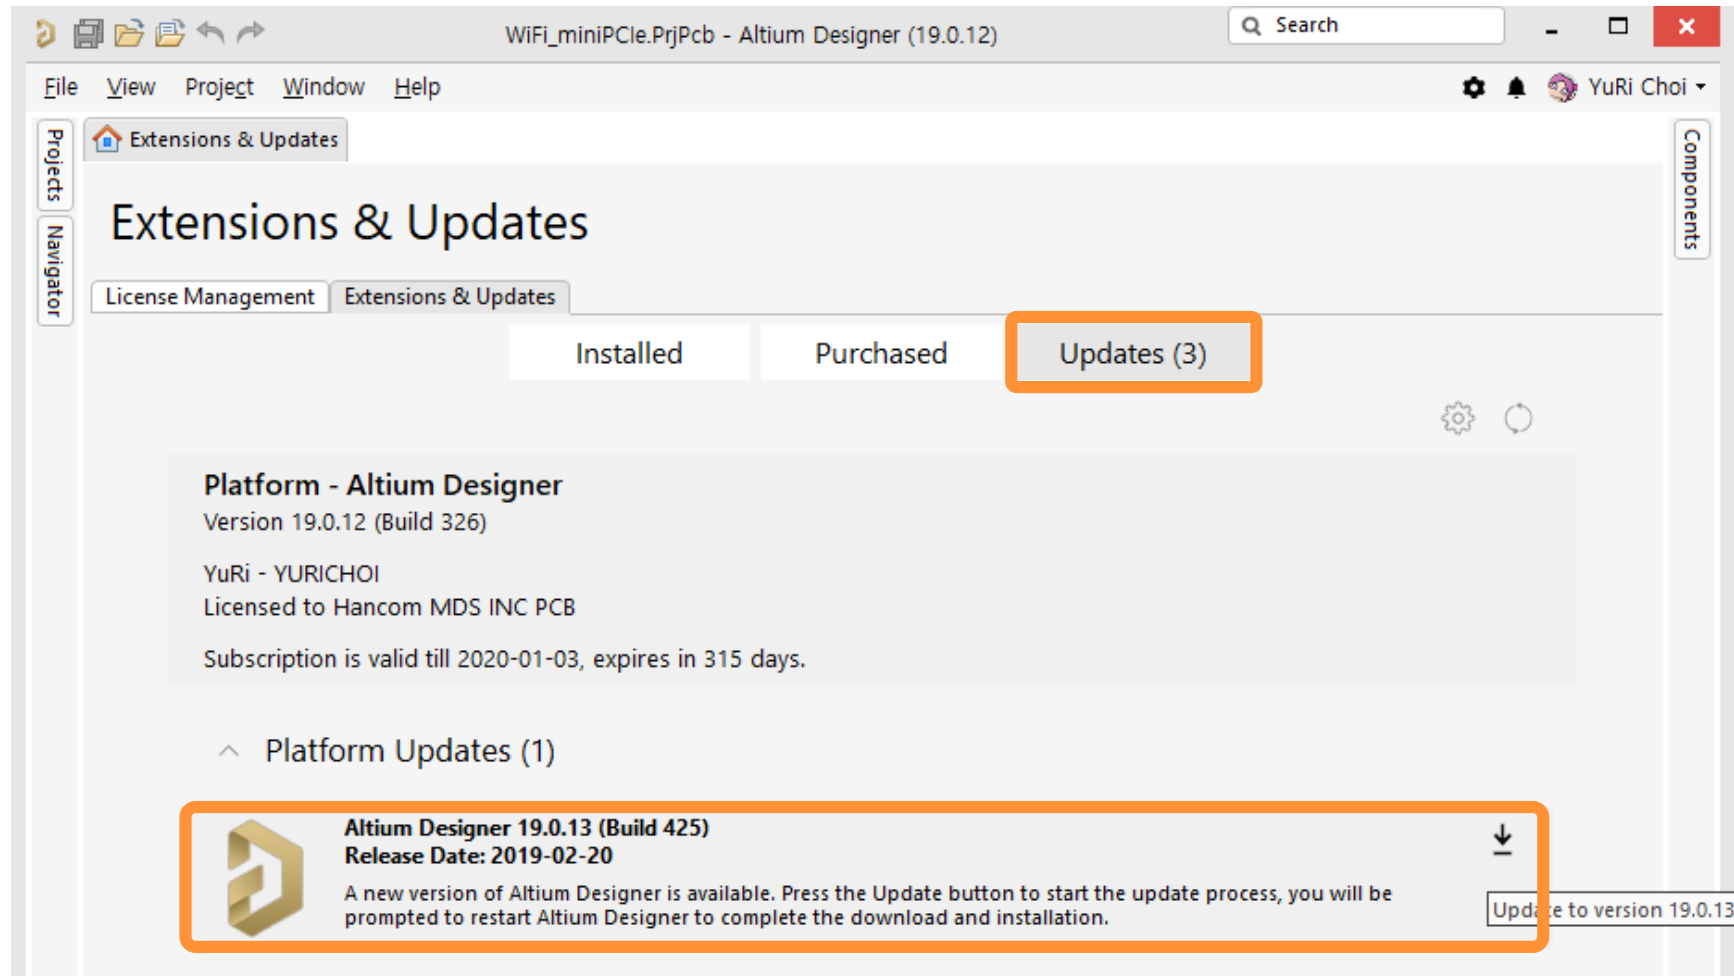 WiFi_miniPCIe.PrjPcb - Altium Designer (19.0.12)
Search
File View Project Window Help
YuRi Choi
Projects
Navigator
Components
Extensions & Updates
Extensions & Updates
License Management
Extensions & Updates
Installed
Purchased
Updates (3)
Platform - Altium Designer
Version 19.0.12 (Build 326)
YuRi - YURICHOI
Licensed to Hancom MDS INC PCB
Subscription is valid till 2020-01-03, expires in 315 days.
Platform Updates (1)
Altium Designer 19.0.13 (Build 425)
Release Date: 2019-02-20
A new version of Altium Designer is available. Press the Update button to start the update process, you will be
prompted to restart Altium Designer to complete the download and installation.
Update to version 19.0.13